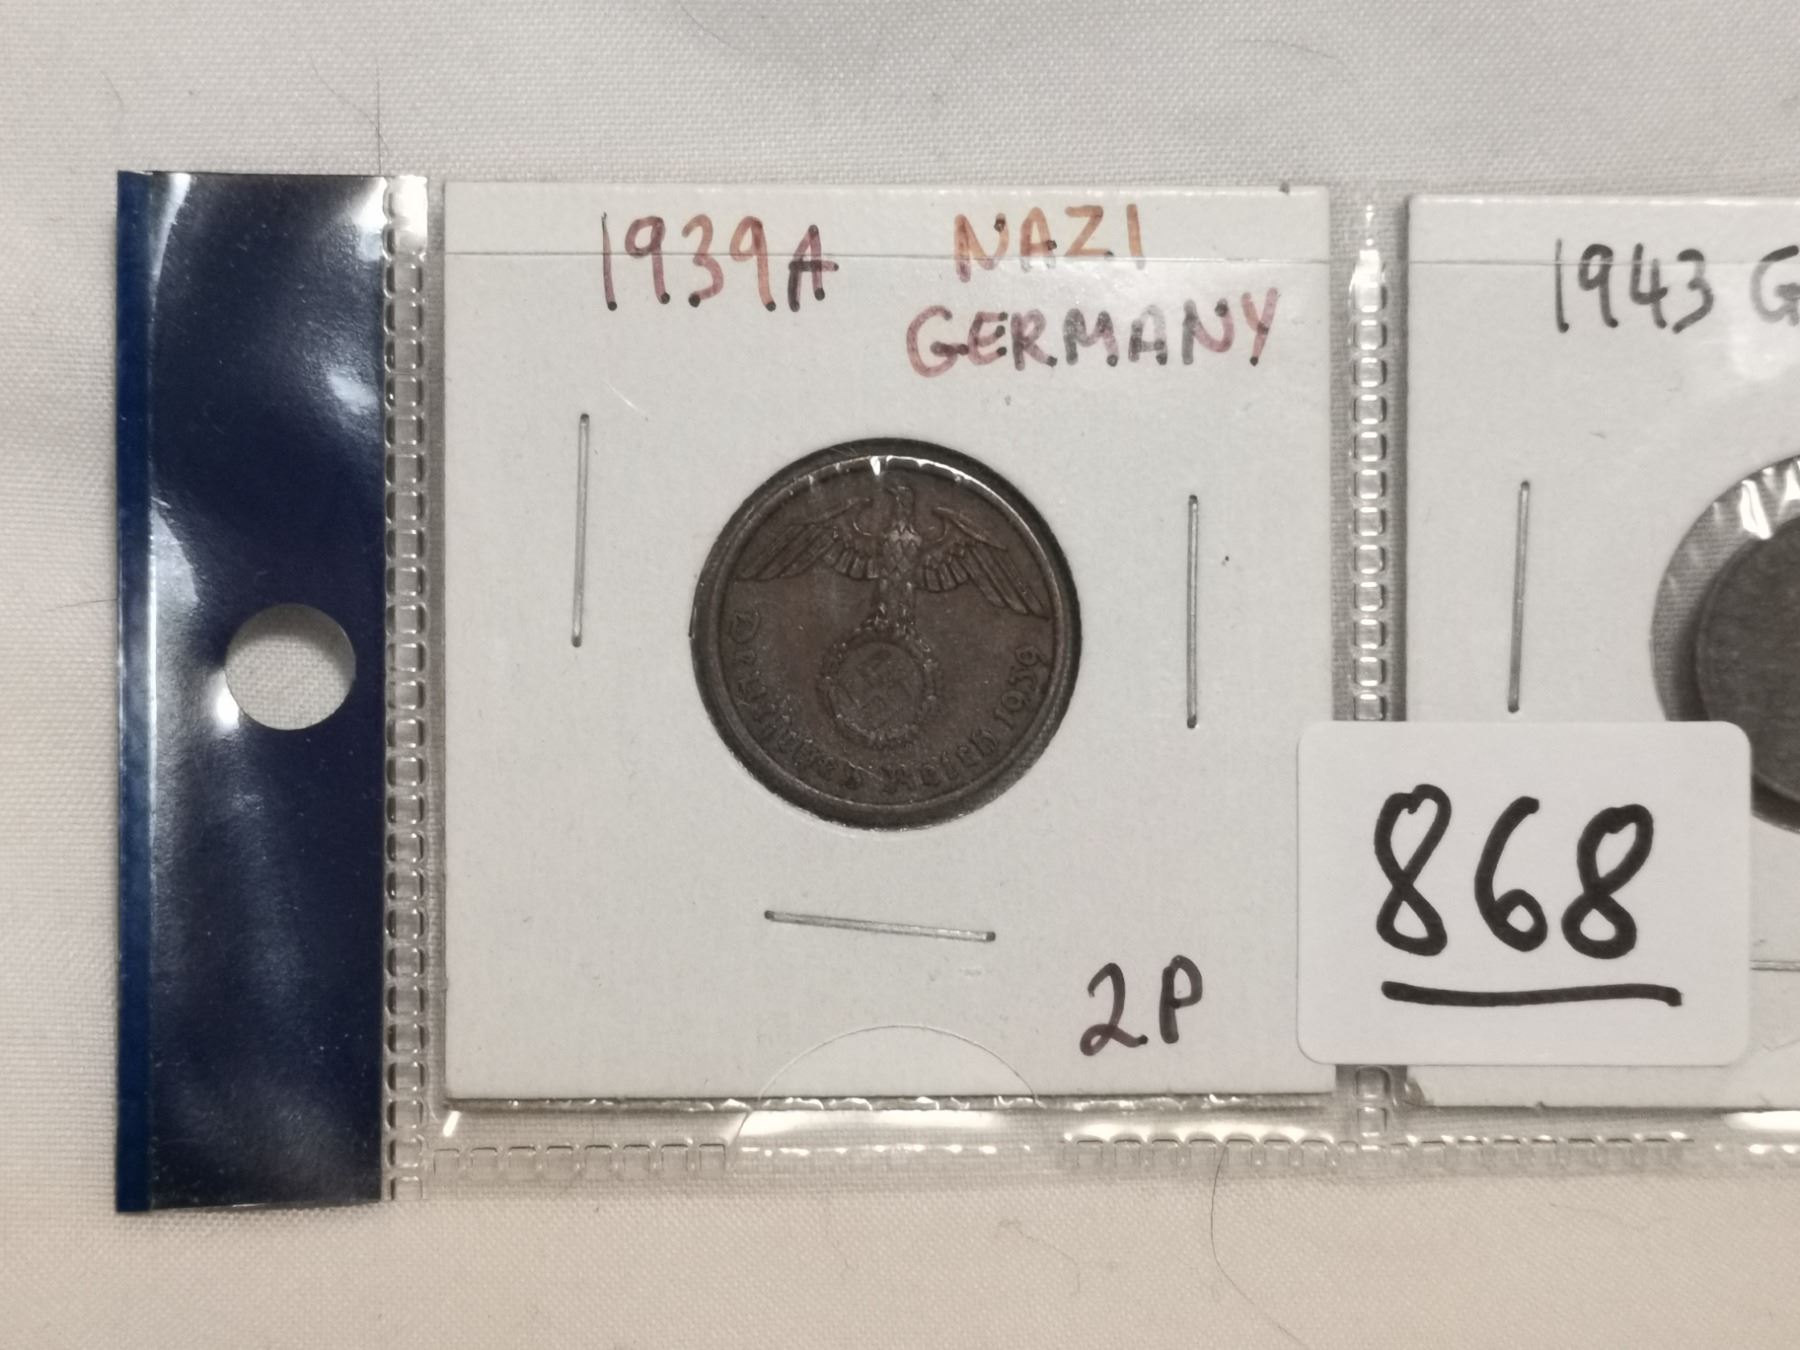 1939A NAZI
GERMANY
Deutsches Reich 1939
2P
1943 G
868